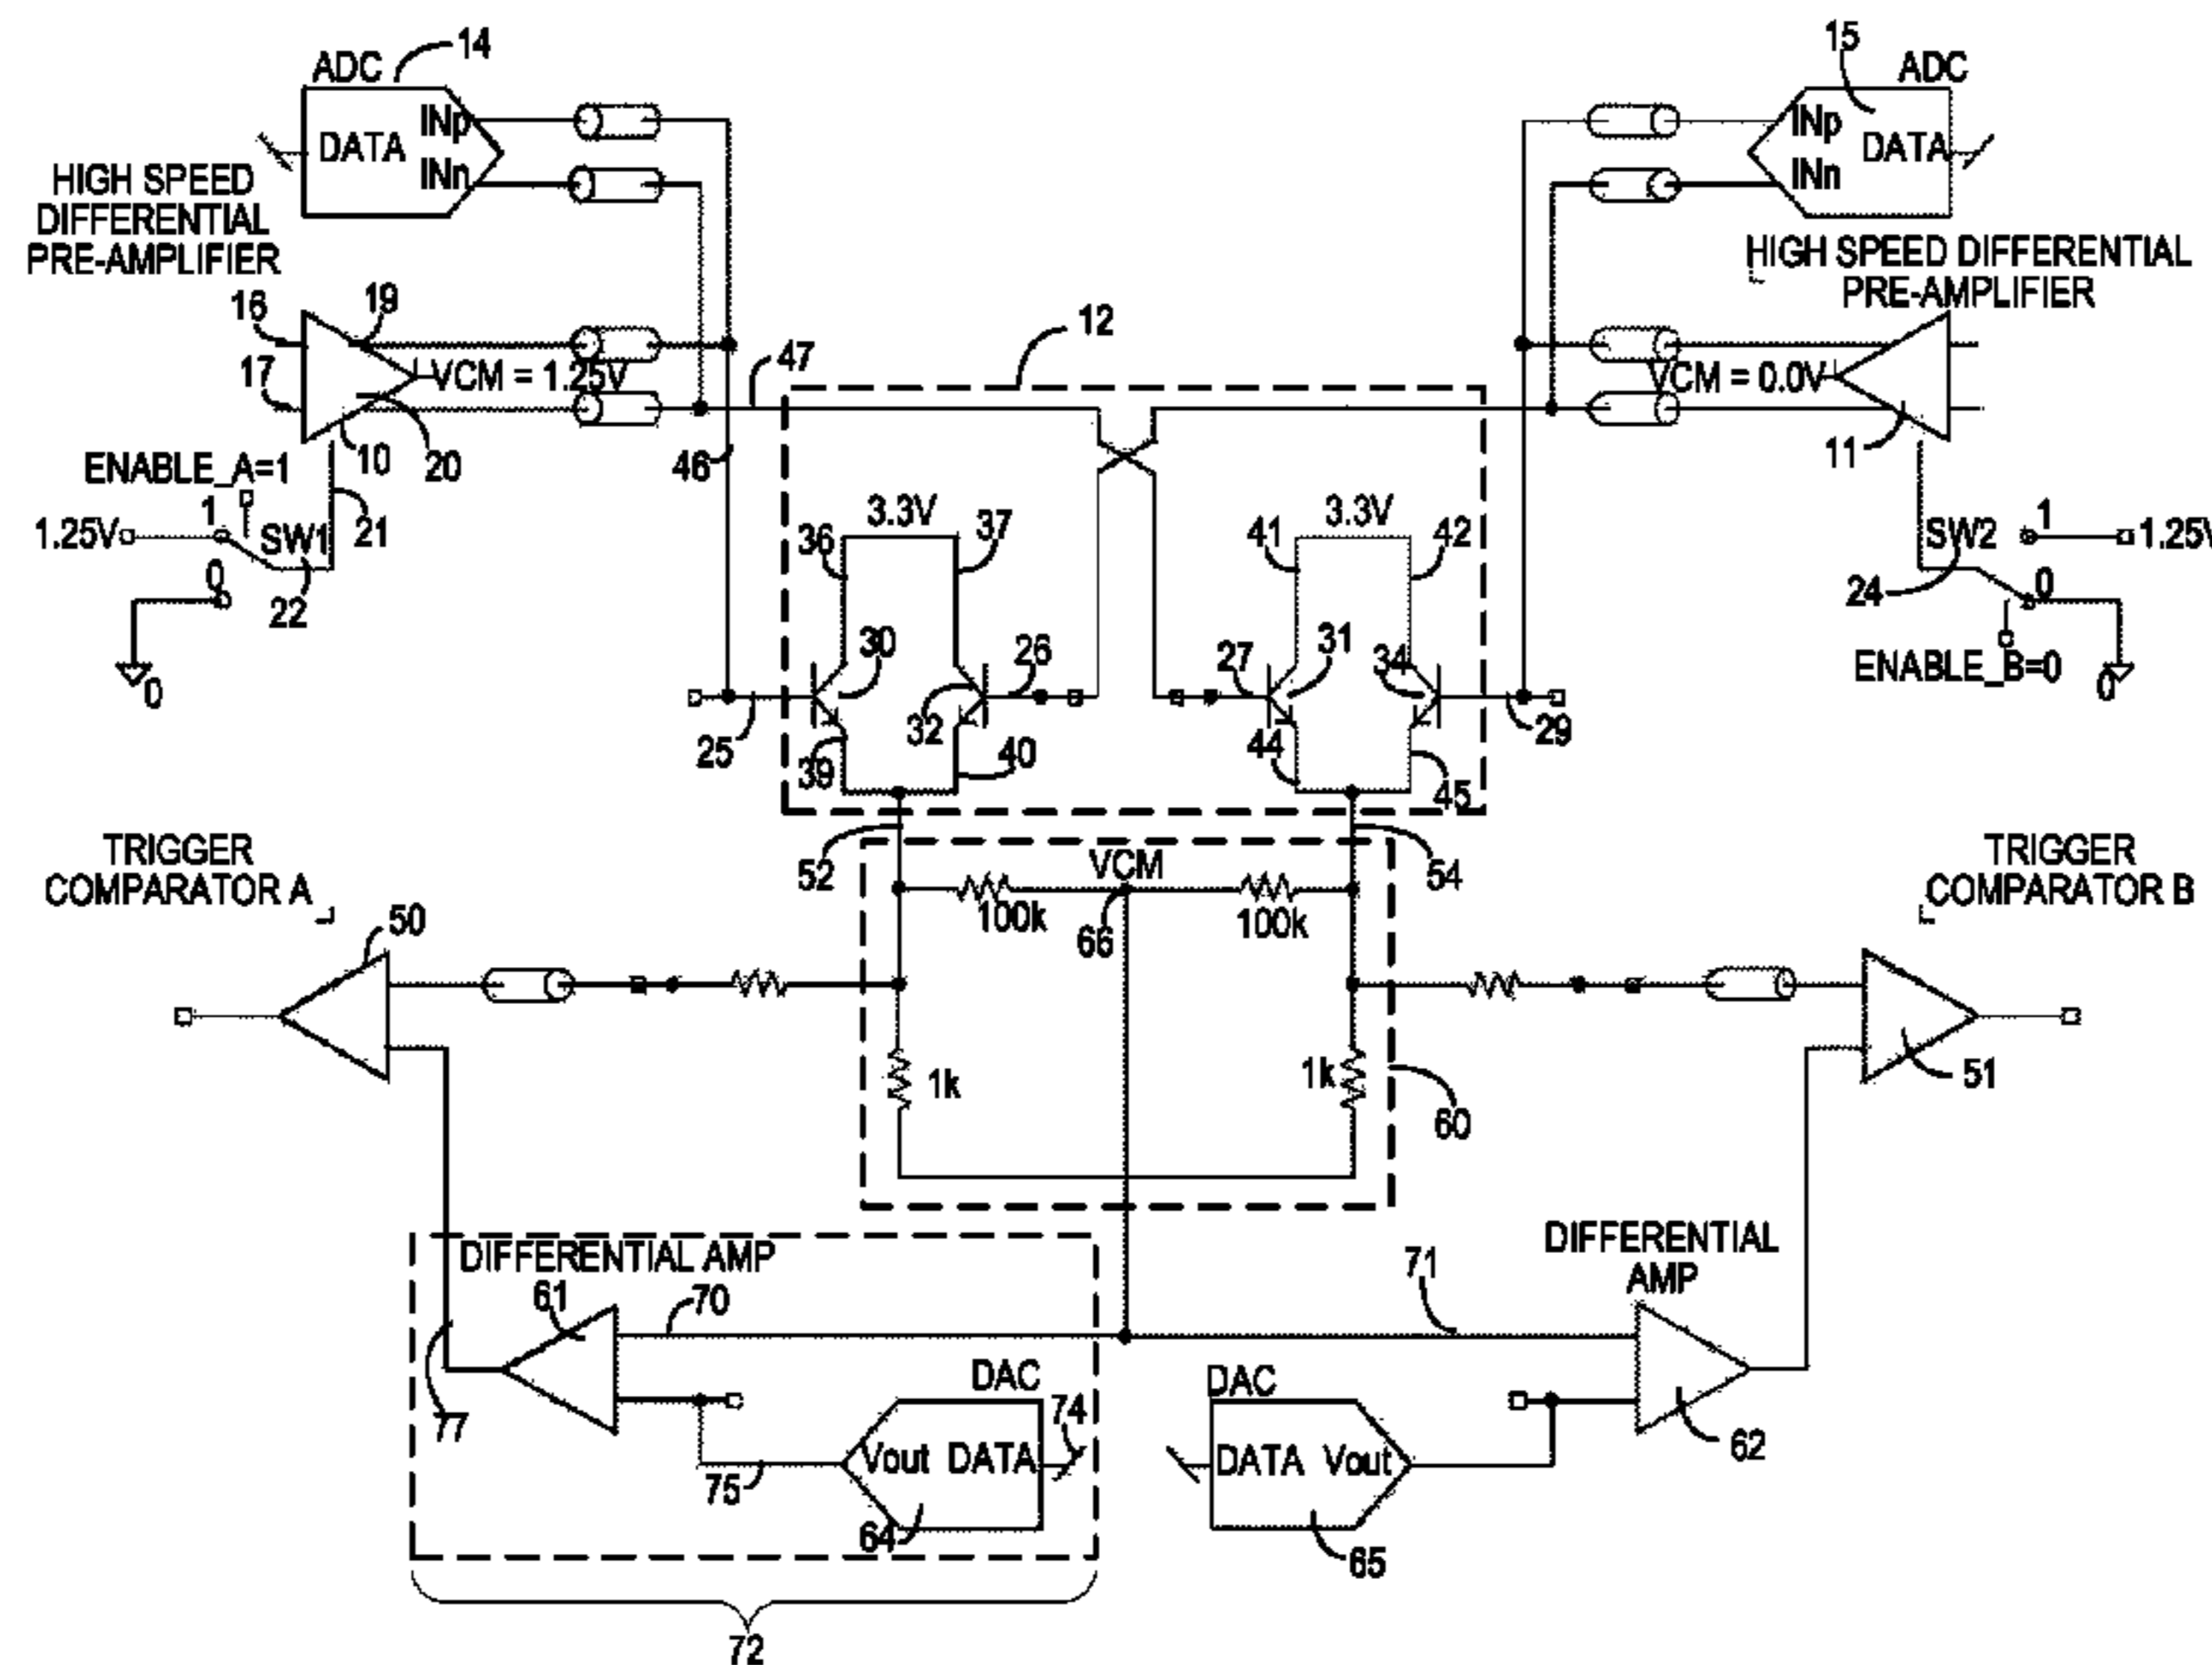 14
ADC
INp
DATA
INn
15
ADC
INp
DATA
INn
HIGH SPEED
DIFFERENTIAL
PRE-AMPLIFIER
HIGH SPEED DIFFERENTIAL
PRE-AMPLIFIER
16
19
17
VCM = 1.25V
12
47
VCM = 0.0V
10
20
46
11
ENABLE_A=1
1
1.25V
SW1
21
0
22
0
3.3V
36
37
3.3V
41
42
SW2
1
1.25V
24
0
ENABLE_B=0
0
30
26
32
27
31
34
25
39
40
44
45
29
TRIGGER
COMPARATOR A
50
52
VCM
54
100k
66
100k
TRIGGER
COMPARATOR B
1k
1k
60
51
DIFFERENTIAL AMP
61
70
71
DIFFERENTIAL
AMP
77
DAC
74
Vout DATA
75
64
DAC
DATA Vout
65
62
72